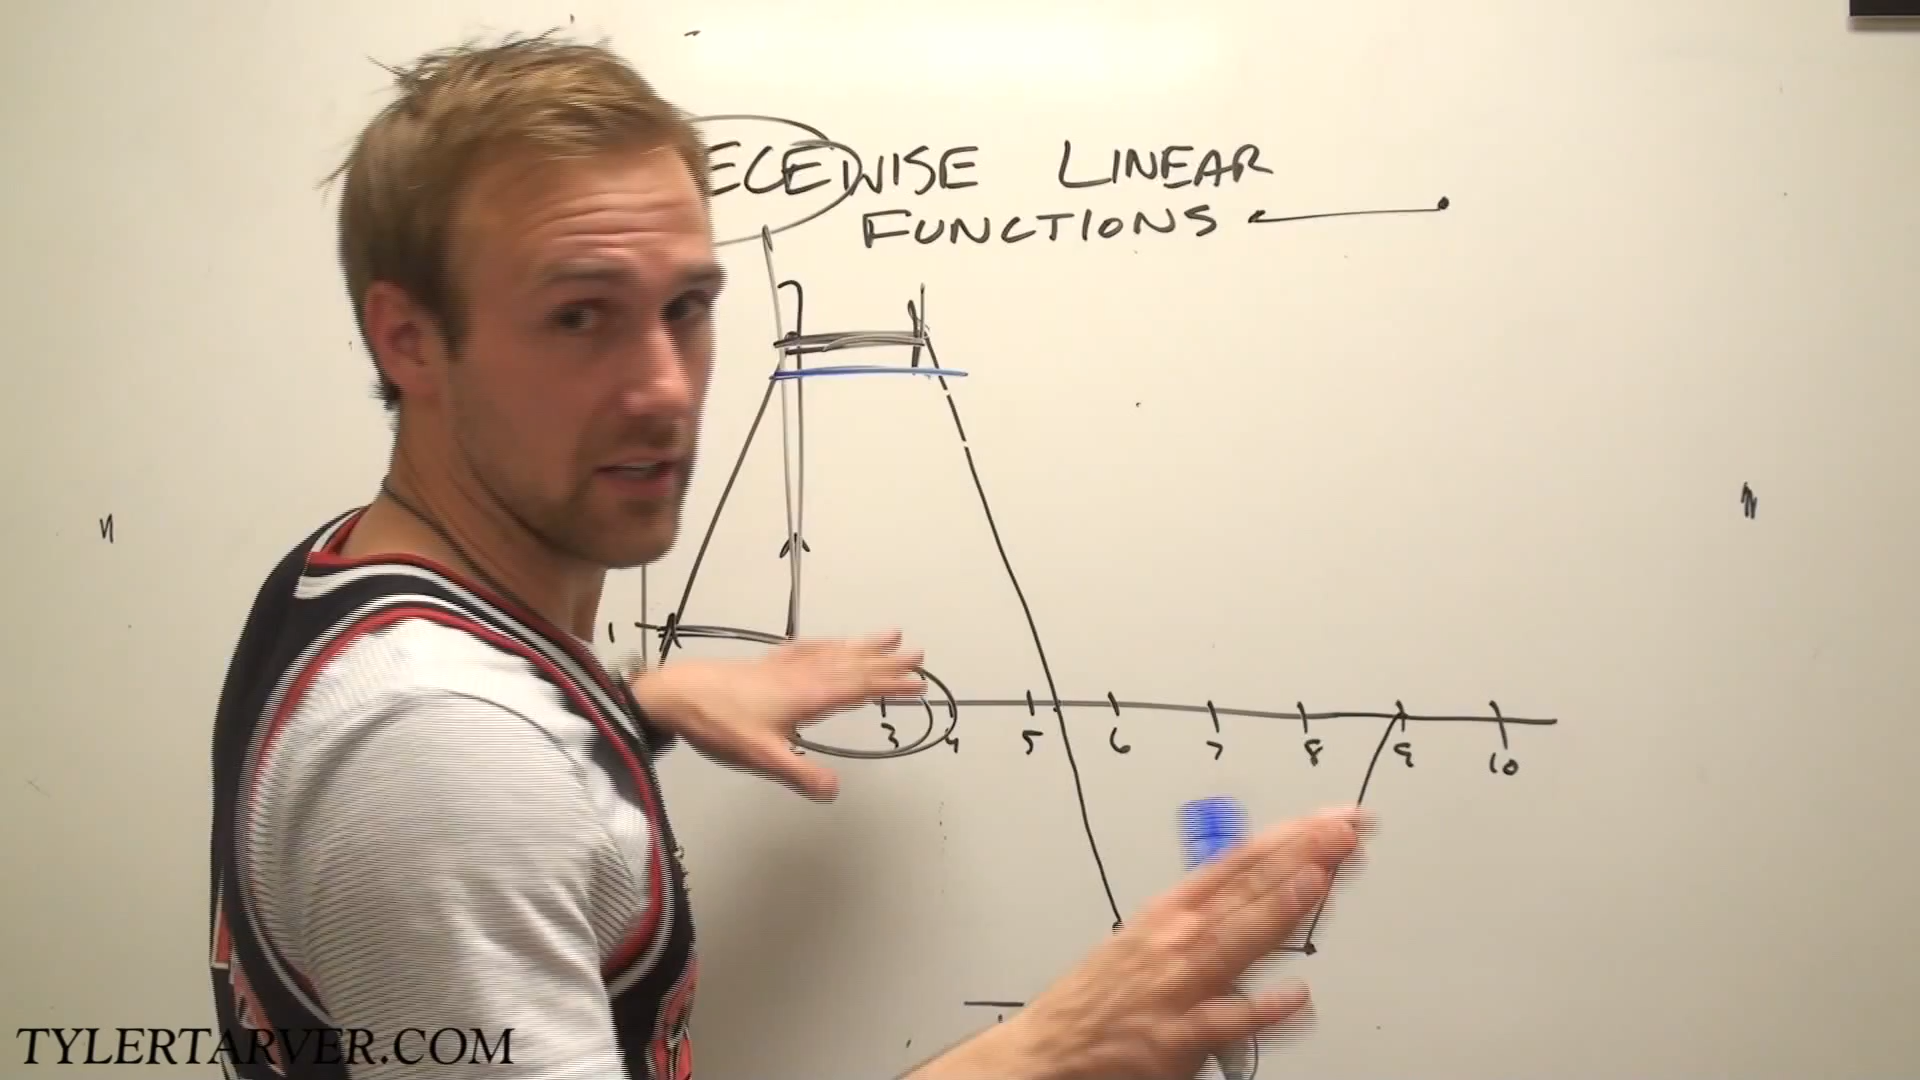 ECEWISE LINEAR
FUNCTIONS
1
3 4 5 6 7 8 9 10
TYLERTARVER.COM